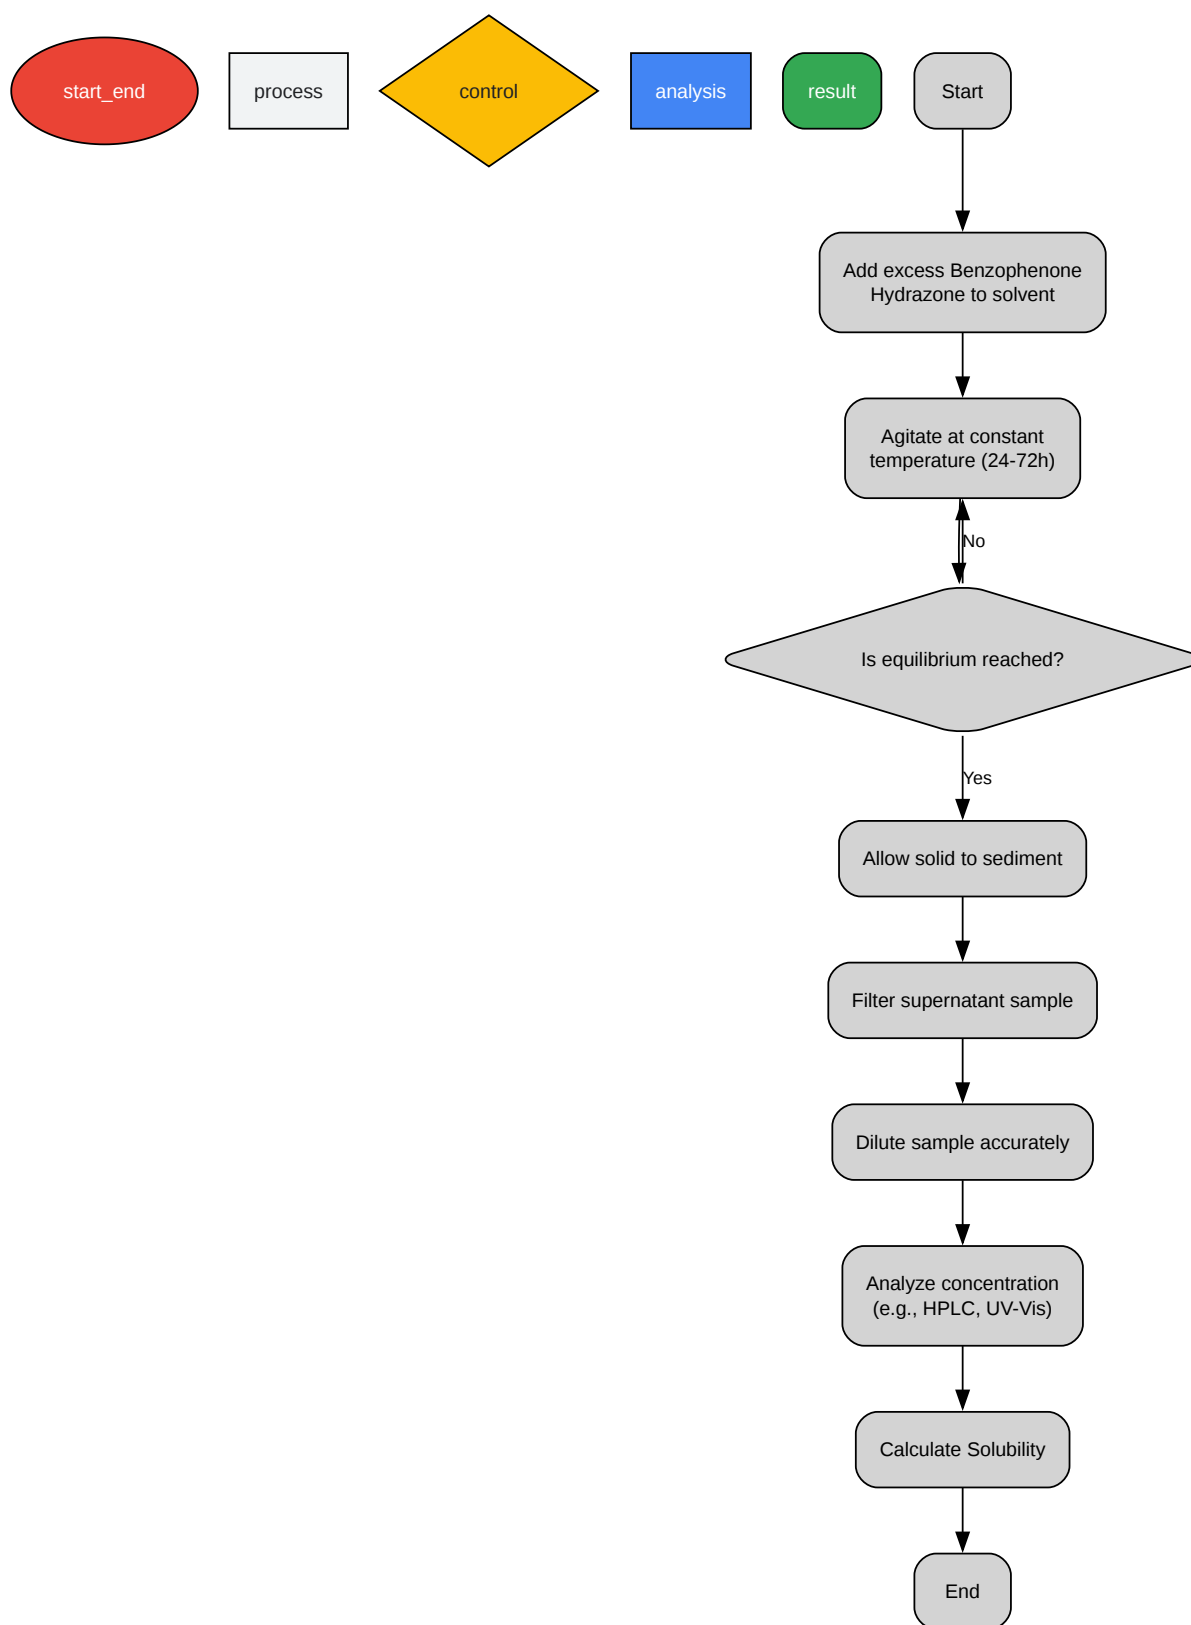 start_end
process
control
analysis
result
Start
Add excess Benzophenone
Hydrazone to solvent
Agitate at constant
temperature (24-72h)
No
Is equilibrium reached?
Yes
Allow solid to sediment
Filter supernatant sample
Dilute sample accurately
Analyze concentration
(e.g., HPLC, UV-Vis)
Calculate Solubility
End